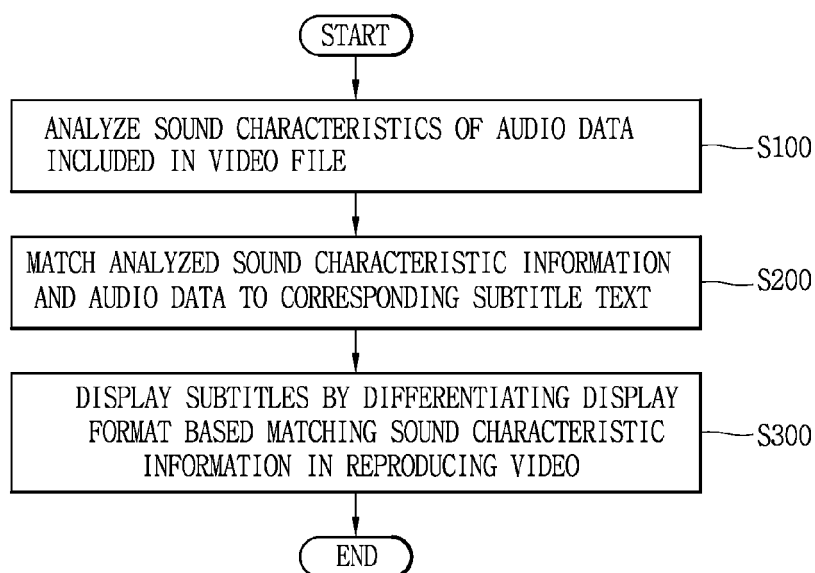 START
ANALYZE SOUND CHARACTERISTICS OF AUDIO DATA
INCLUDED IN VIDEO FILE
S100
MATCH ANALYZED SOUND CHARACTERISTIC INFORMATION
AND AUDIO DATA TO CORRESPONDING SUBTITLE TEXT
S200
DISPLAY SUBTITLES BY DIFFERENTIATING DISPLAY
FORMAT BASED MATCHING SOUND CHARACTERISTIC
INFORMATION IN REPRODUCING VIDEO
S300
END